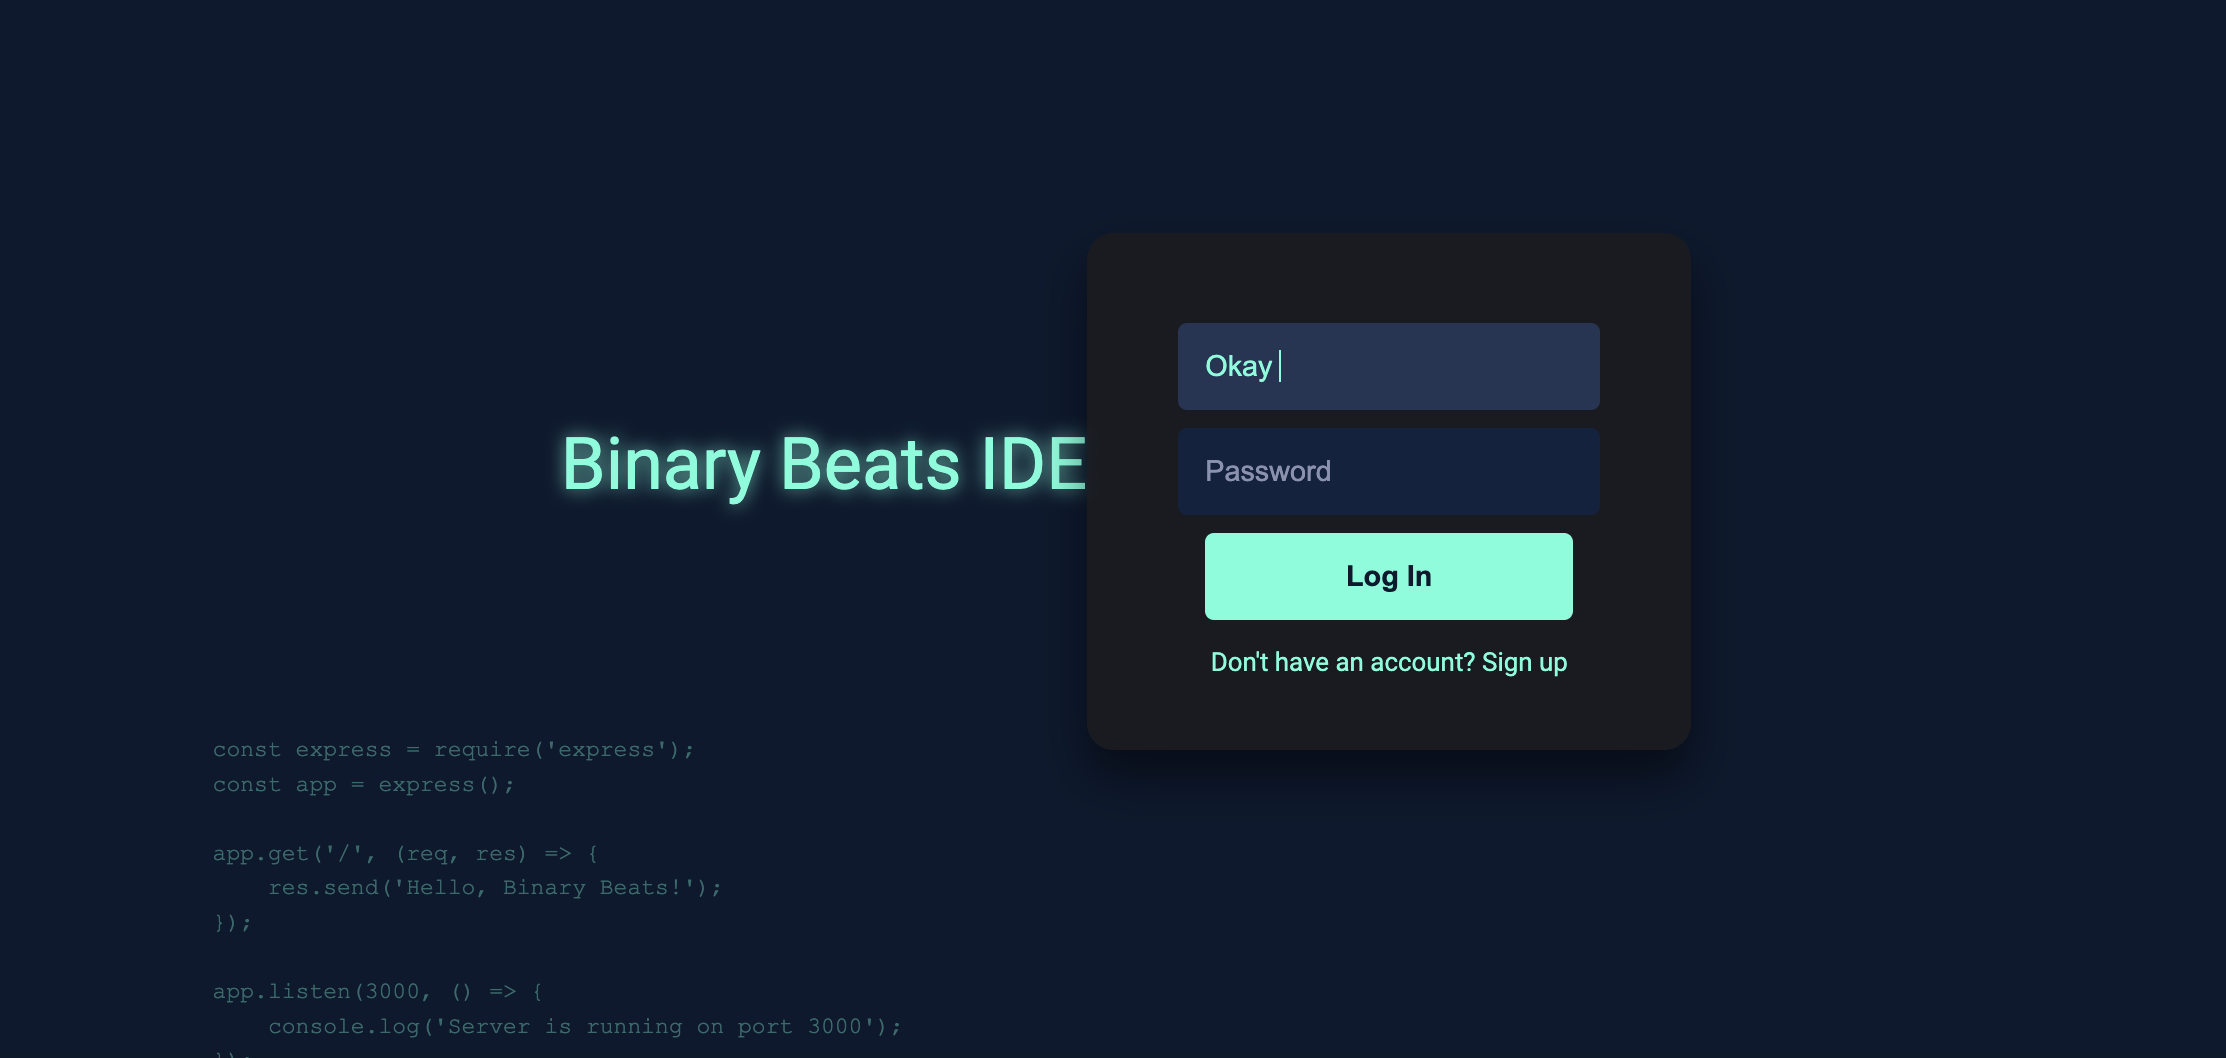 Binary Beats IDE
Okay
Password
Log In
Don't have an account? Sign up
const express = require('express');
const app = express();
app.get('/', (req, res) => {
    res.send('Hello, Binary Beats!');
});
app.listen(3000, () => {
    console.log('Server is running on port 3000');